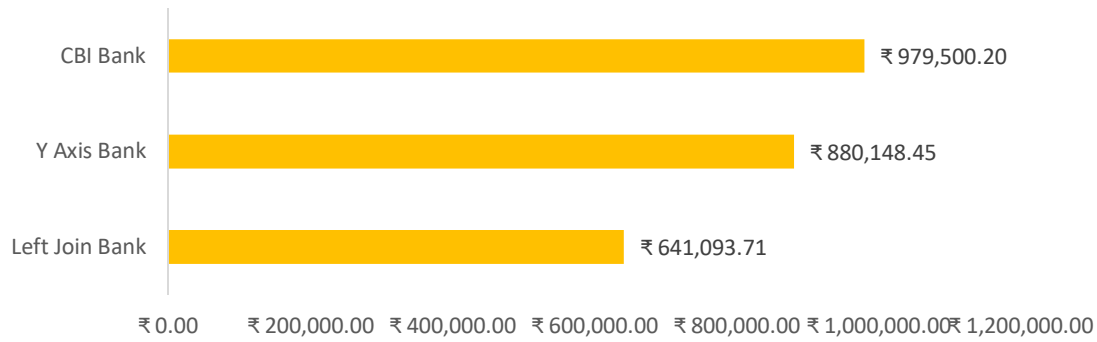 CBI Bank
₹ 979,500.20
Y Axis Bank
₹ 880,148.45
Left Join Bank
₹ 641,093.71
₹ 0.00 ₹ 200,000.00 ₹ 400,000.00 ₹ 600,000.00 ₹ 800,000.00 ₹ 1,000,000.00 ₹ 1,200,000.00